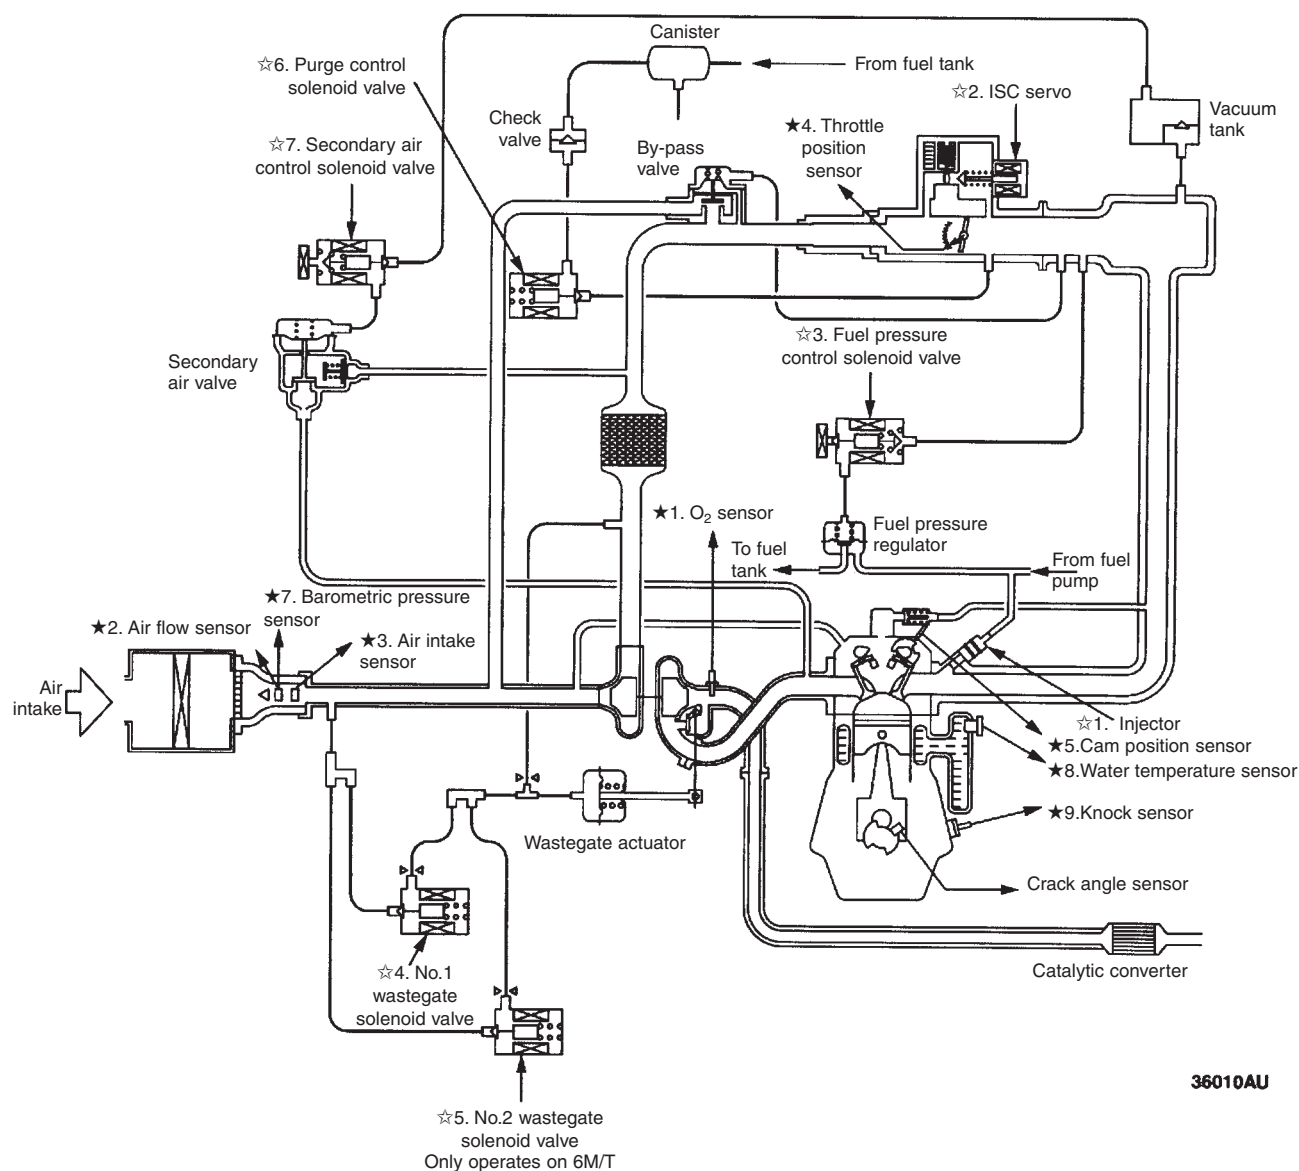 Canister
☆6. Purge control
solenoid valve
From fuel tank
☆2. ISC servo
Vacuum
tank
Check
valve
★4. Throttle
position
sensor
☆7. Secondary air
control solenoid valve
By-pass
valve
☆3. Fuel pressure
control solenoid valve
Secondary
air valve
★1. O₂ sensor
Fuel pressure
regulator
To fuel
tank
From fuel
pump
★7. Barometric pressure
sensor
★2. Air flow sensor
★3. Air intake
sensor
Air
intake
☆1. Injector
★5.Cam position sensor
★8.Water temperature sensor
★9.Knock sensor
Wastegate actuator
Crack angle sensor
Catalytic converter
☆4. No.1
wastegate
solenoid valve
36010AU
☆5. No.2 wastegate
solenoid valve
Only operates on 6M/T